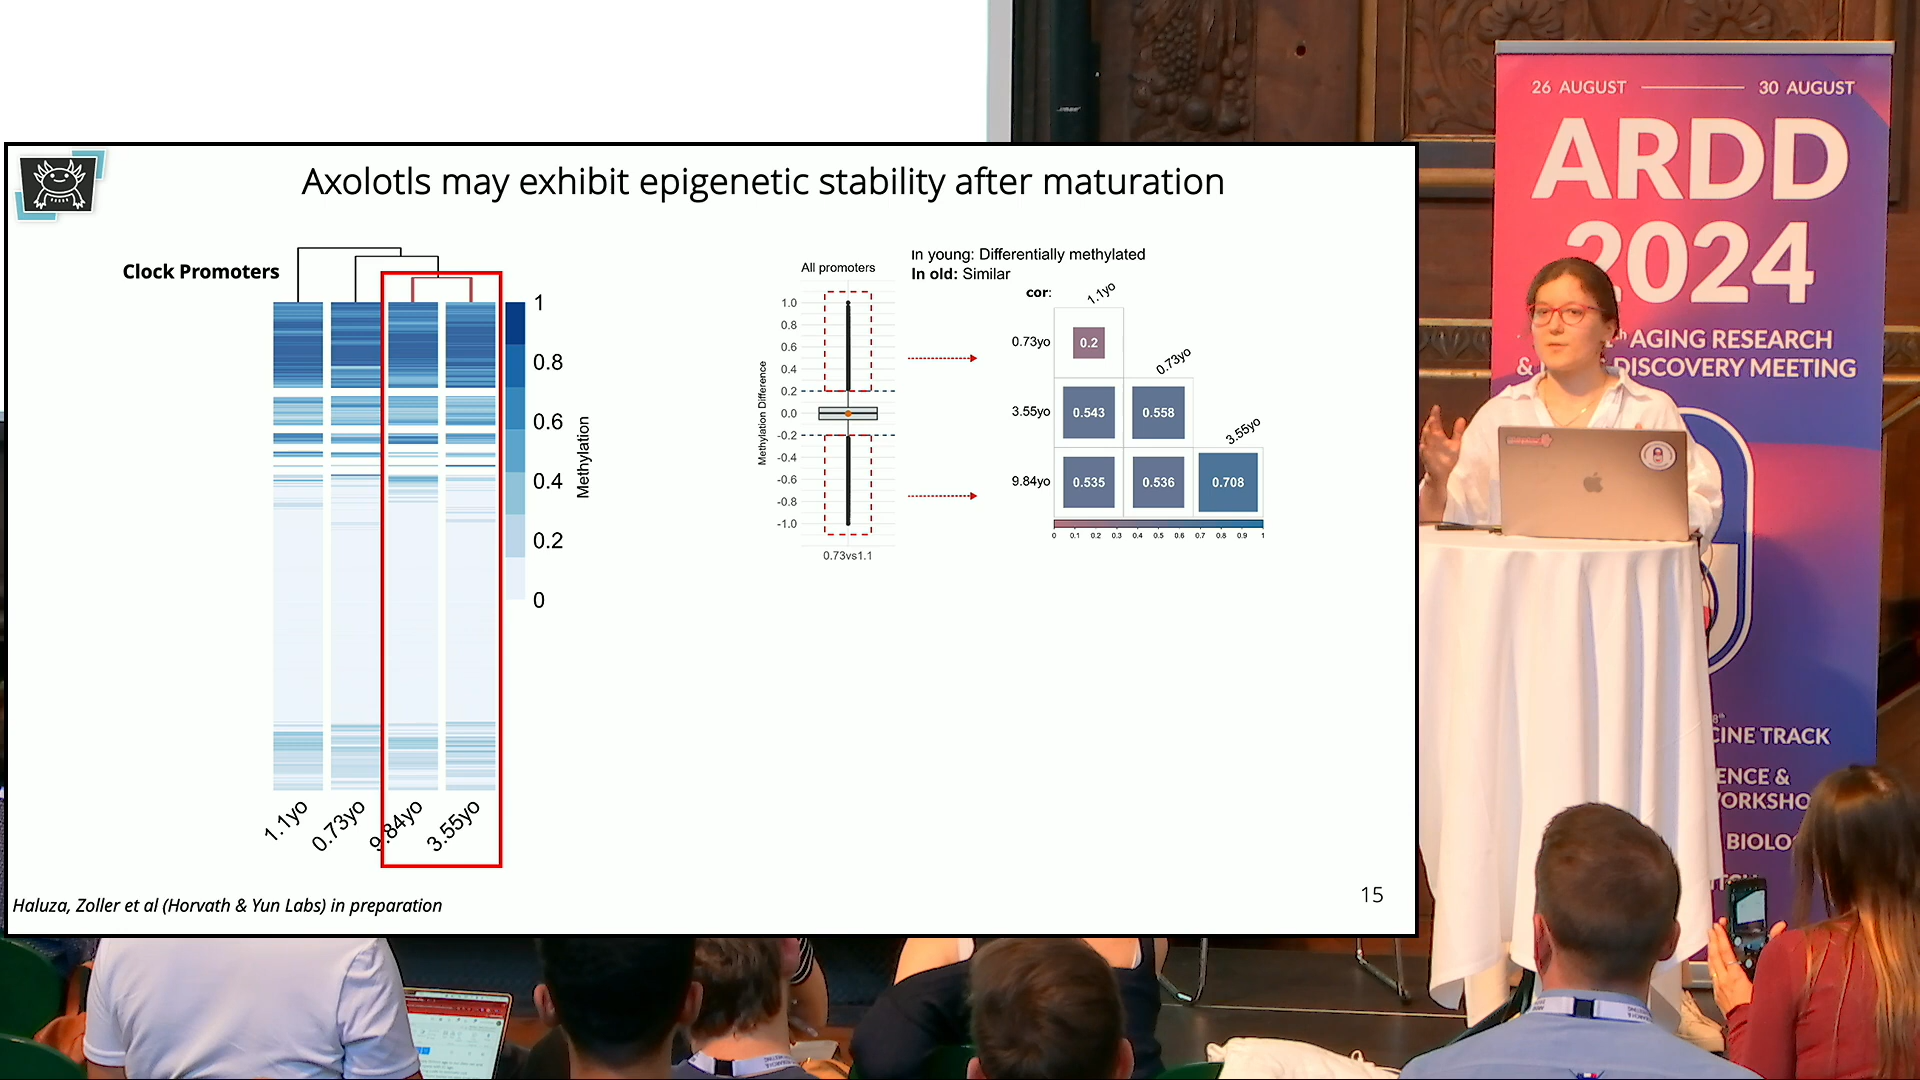 Axolotls may exhibit epigenetic stability after maturation
Clock Promoters
1
0.8
0.6
0.4
0.2
0
Methylation
1.1yo
0.73yo
9.84yo
3.55yo
All promoters
Methylation Difference
1.0
0.8
0.6
0.4
0.2
0.0
-0.2
-0.4
-0.6
-0.8
-1.0
0.73vs1.1
In young: Differentially methylated
In old: Similar
cor:
1.1yo
0.73yo
0.2
0.73yo
3.55yo
0.543
0.558
3.55yo
9.84yo
0.535
0.536
0.708
0 0.1 0.2 0.3 0.4 0.5 0.6 0.7 0.8 0.9 1
Haluza, Zoller et al (Horvath & Yun Labs) in preparation
15
26 AUGUST
30 AUGUST
ARDD
2024
AGING RESEARCH
& DISCOVERY MEETING
8th
CINE TRACK
ENCE &
ORKSHO
BIOLO